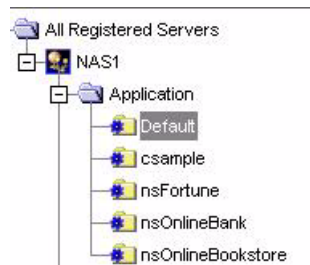 All Registered Servers
NAS1
Application
Default
csample
nsFortune
nsOnlineBank
nsOnlineBookstore